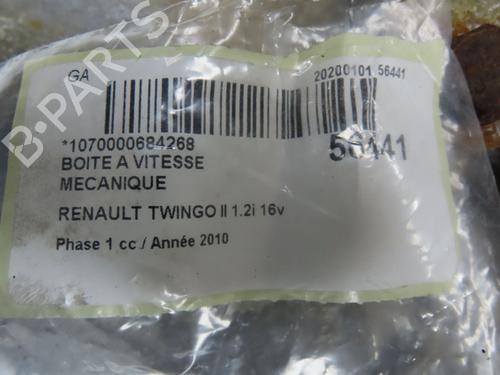 GA
20200101 56441
*1070000684268
56441
BOITE A VITESSE
MECANIQUE
RENAULT TWINGO II 1.2i 16v
Phase 1 cc / Année 2010
B-PARTS